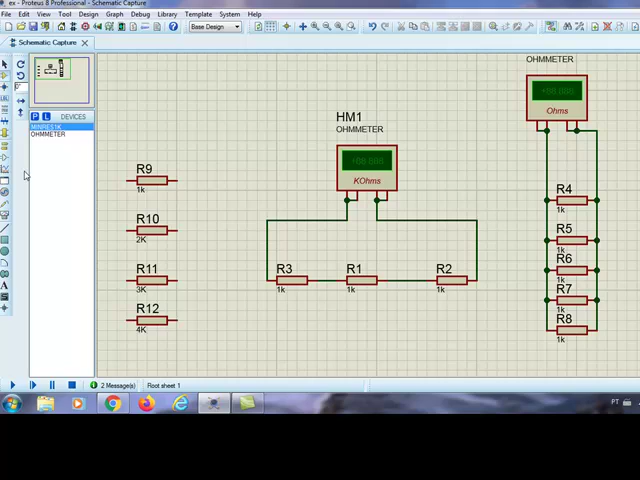 ex - Proteus 8 Professional - Schematic Capture
File Edit View Design Graph Debug Library Template System Help
Base Design
Schematic Capture
0°
P L DEVICES
MINRES1K
OHMMETER
OHMMETER
Ohms
HM1
OHMMETER
KOhms
R9
1k
R10
2K
R11
3K
R12
4K
R3
1k
R1
1k
R2
1k
R4
1k
R5
1k
R6
1k
R7
1k
R8
1k
2 Message(s)
Root sheet 1
PT